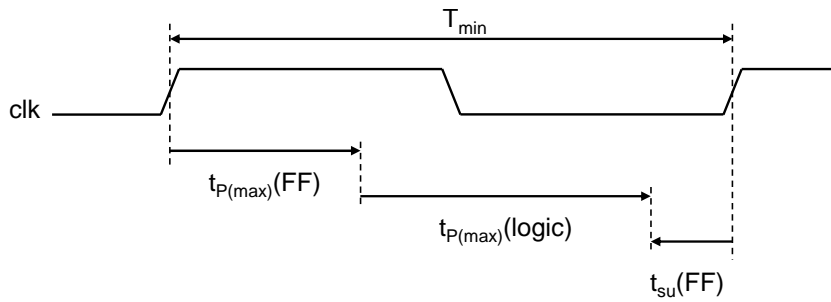 T_min
clk
t_P(max)(FF)
t_P(max)(logic)
t_su(FF)